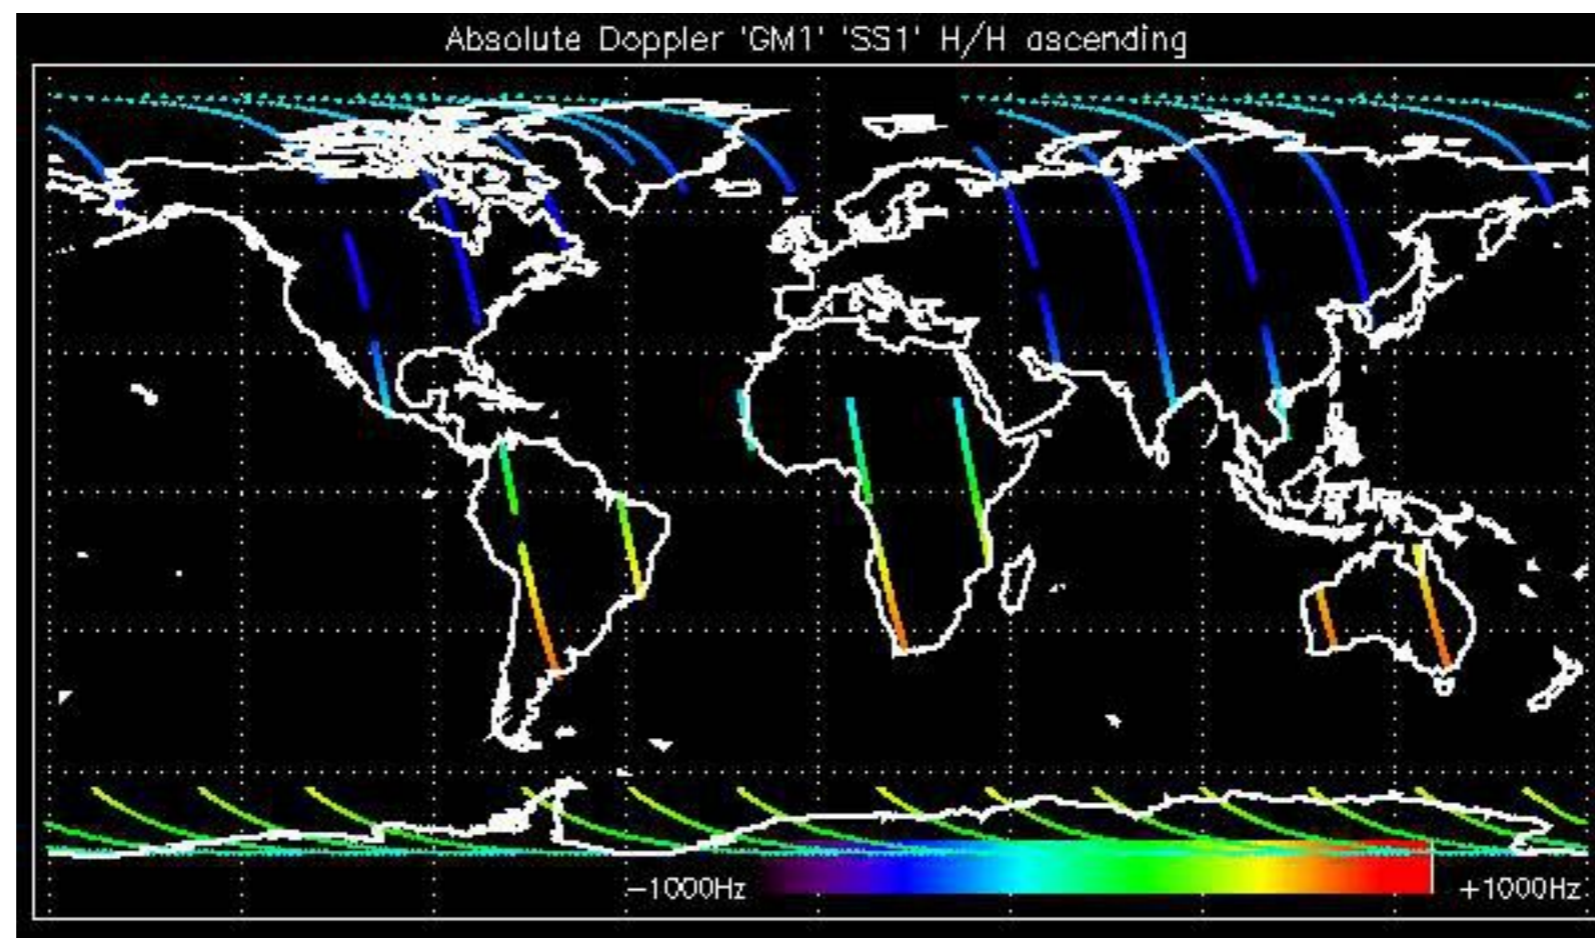 Absolute Doppler 'GM1' 'SS1' H/H ascending
−1000Hz
+1000Hz